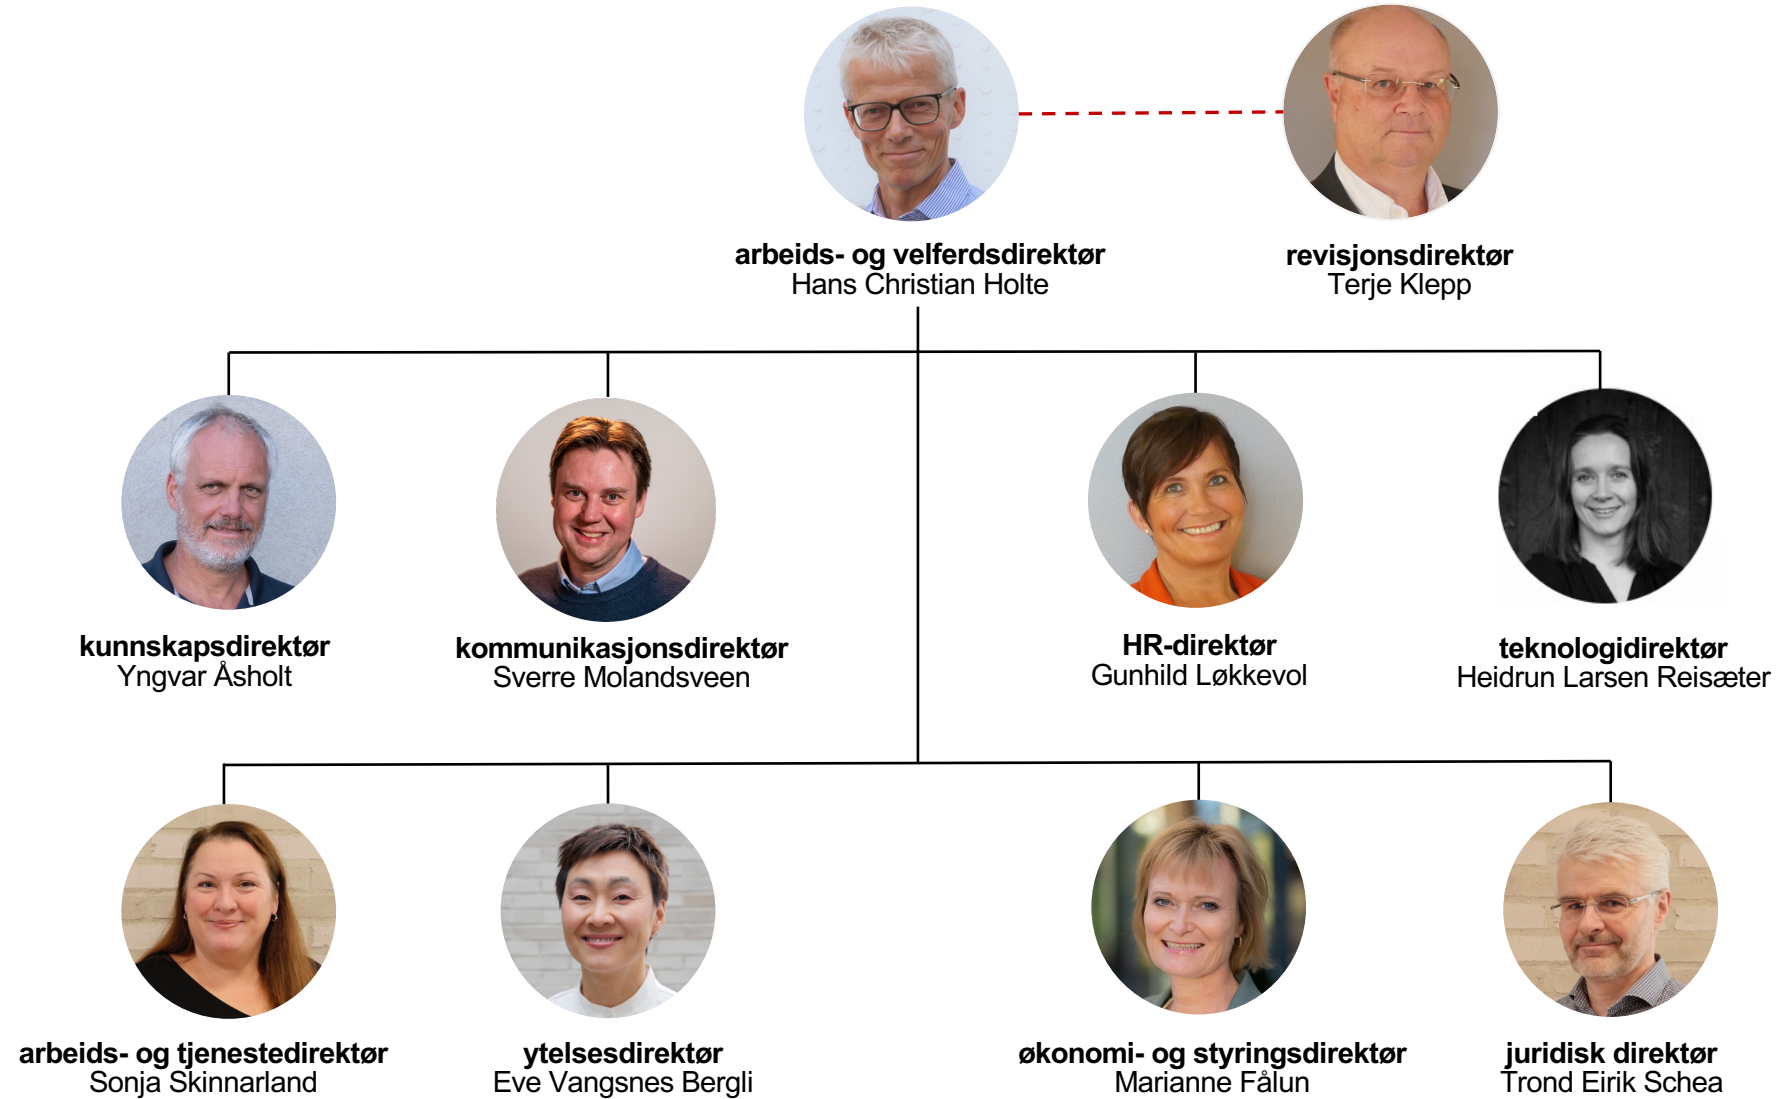 arbeids- og velferdsdirektør
Hans Christian Holte
revisjonsdirektør
Terje Klepp
kunnskapsdirektør
Yngvar Åsholt
kommunikasjonsdirektør
Sverre Molandsveen
HR-direktør
Gunhild Løkkevol
teknologidirektør
Heidrun Larsen Reisæter
arbeids- og tjenestedirektør
Sonja Skinnarland
ytelsesdirektør
Eve Vangsnes Bergli
økonomi- og styringsdirektør
Marianne Fålun
juridisk direktør
Trond Eirik Schea